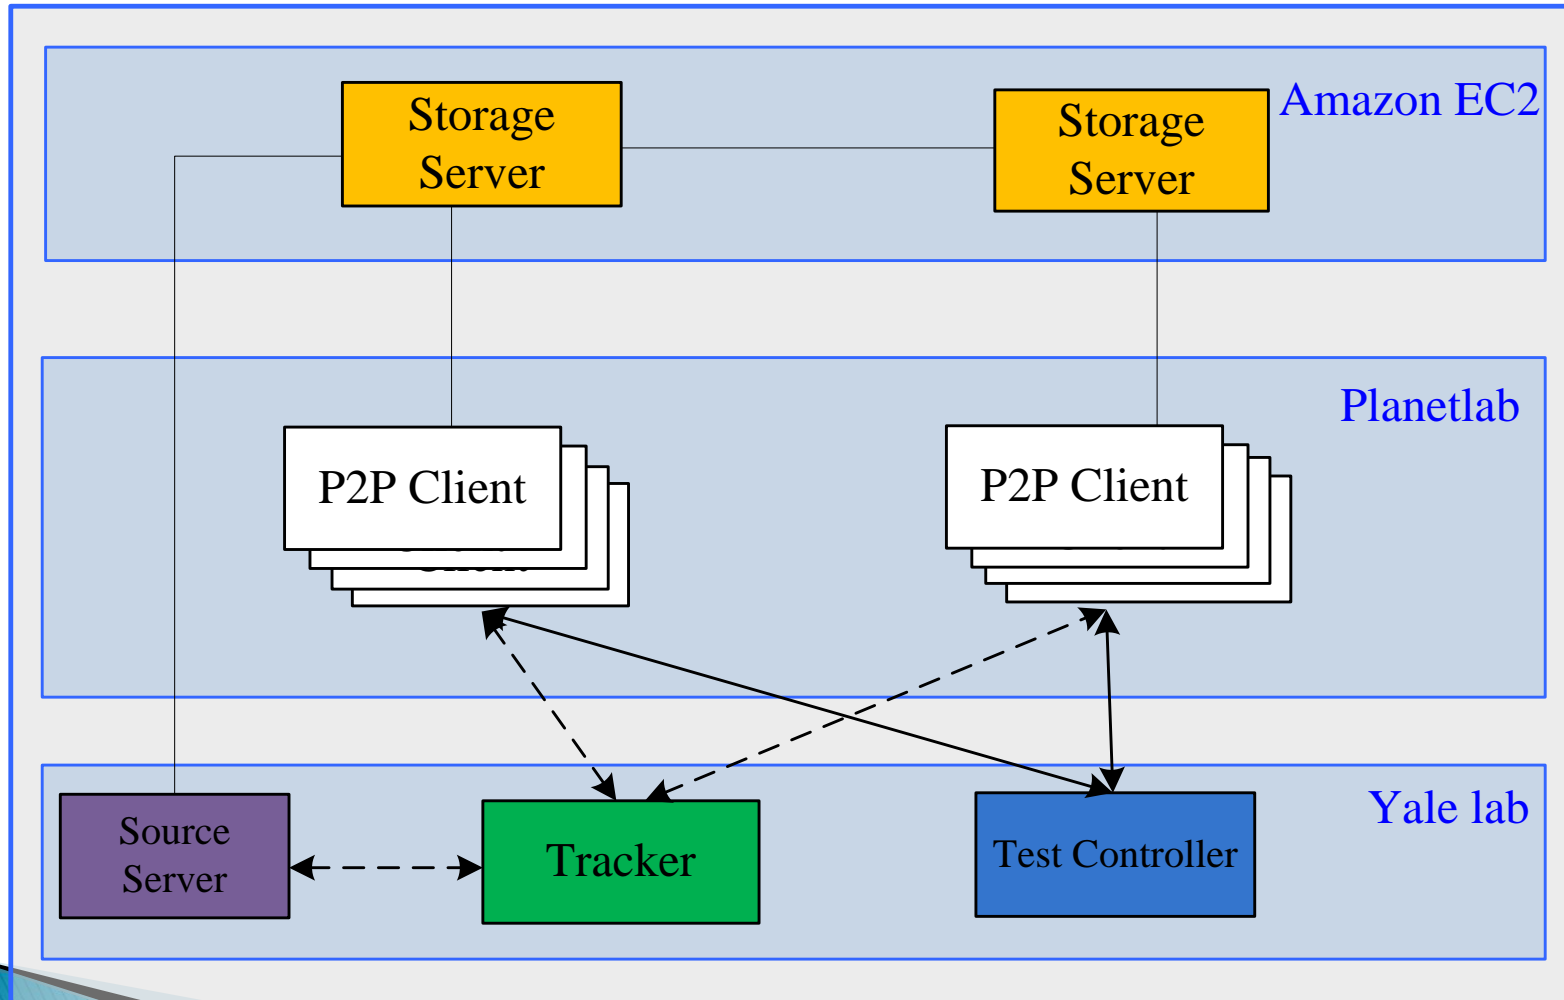 Storage
Server
Storage
Server
Amazon EC2
Planetlab
P2P Client
P2P Client
Yale lab
Source
Server
Tracker
Test Controller